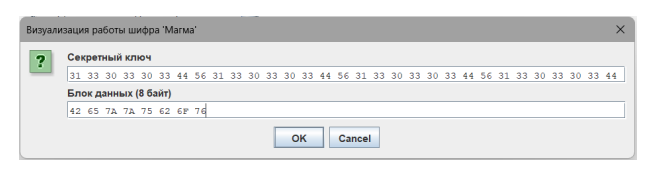 Визуализация работы шифра 'Магма'
Секретный ключ
31 33 30 33 30 33 44 56 31 33 30 33 30 33 44 56 31 33 30 33 30 33 44 56 31 33 30 33 30 33 44
Блок данных (8 байт)
42 65 7A 7A 75 62 6F 76
OK Cancel